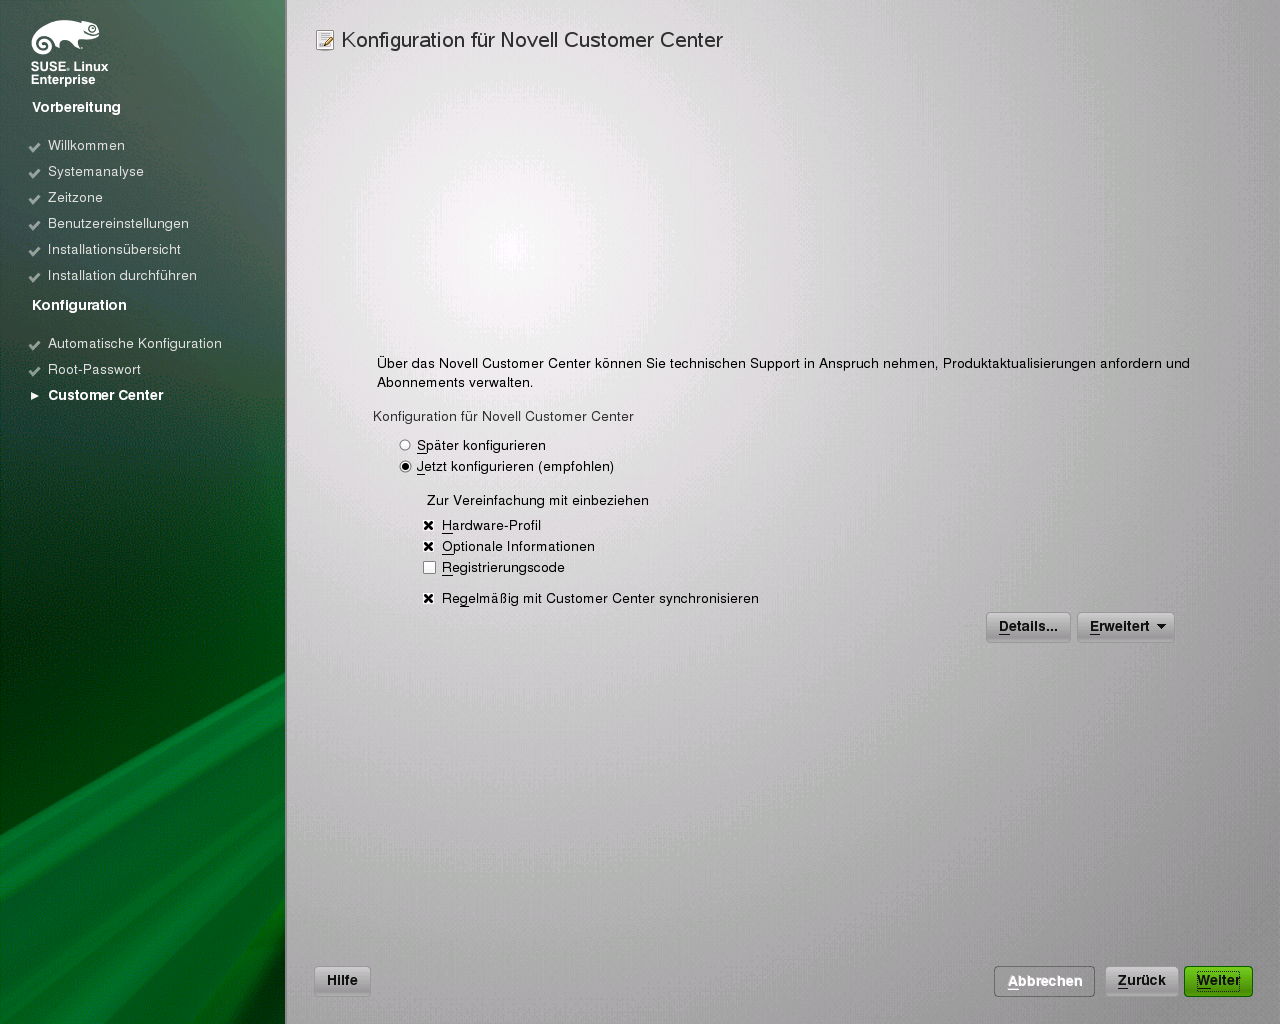 SUSE® Linux
Enterprise
Vorbereitung
Willkommen
Systemanalyse
Zeitzone
Benutzereinstellungen
Installationsübersicht
Installation durchführen
Konfiguration
Automatische Konfiguration
Root-Passwort
Customer Center
Konfiguration für Novell Customer Center
Über das Novell Customer Center können Sie technischen Support in Anspruch nehmen, Produktaktualisierungen anfordern und
Abonnements verwalten.
Konfiguration für Novell Customer Center
Später konfigurieren
Jetzt konfigurieren (empfohlen)
Zur Vereinfachung mit einbeziehen
Hardware-Profil
Optionale Informationen
Registrierungscode
Regelmäßig mit Customer Center synchronisieren
Details... Erweitert
Hilfe Abbrechen Zurück Weiter